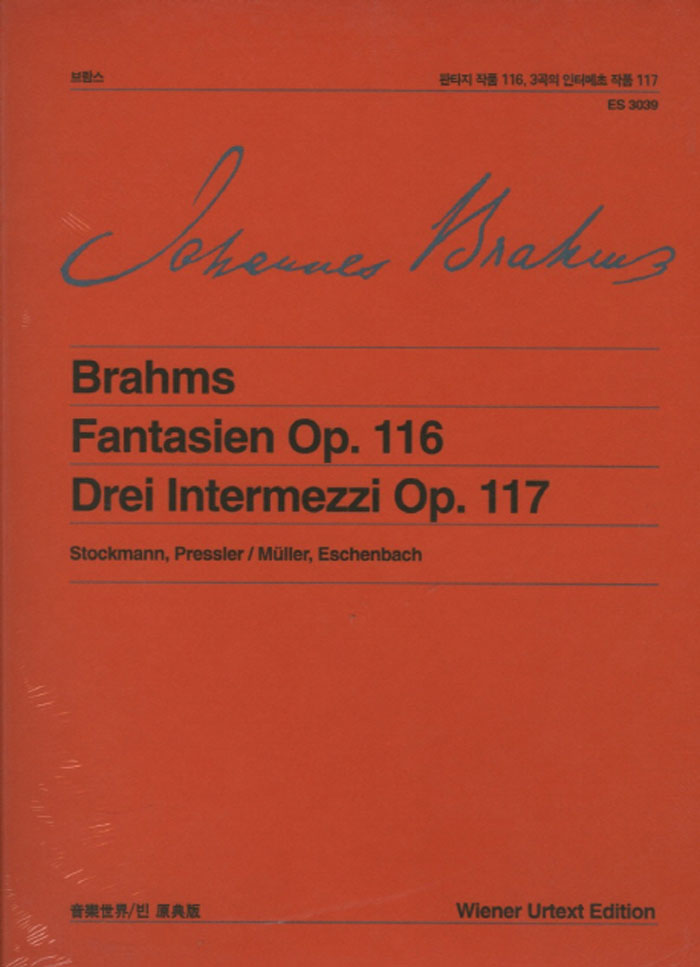 브람스
판타지 작품 116, 3곡의 인터메초 작품 117
ES 3039
Johannes Brahms
Brahms
Fantasien Op. 116
Drei Intermezzi Op. 117
Stockmann, Pressler / Müller, Eschenbach
音樂世界/빈 原典版
Wiener Urtext Edition